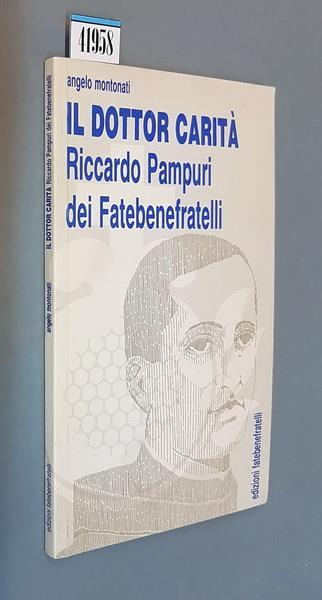 41958
angelo montonati
IL DOTTOR CARITÀ
Riccardo Pampuri
dei Fatebenefratelli
edizioni fatebenefratelli
IL DOTTOR CARITÀ Riccardo Pampuri dei Fatebenefratelli
angelo montonati
edizioni fatebenefratelli